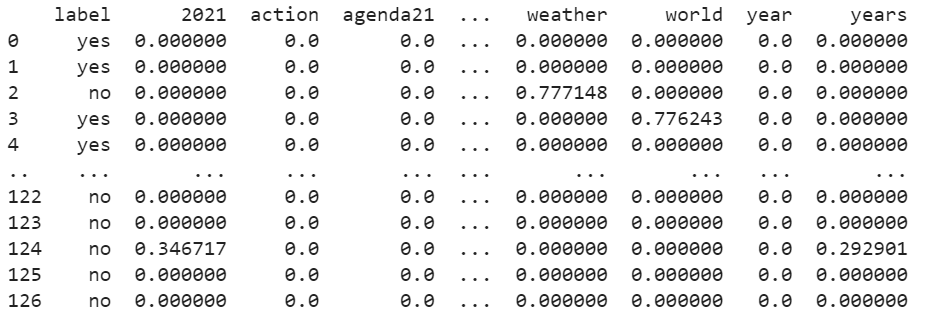 label 2021 action agenda21 ... weather world year years
0 yes 0.000000 0.0 0.0 ... 0.000000 0.000000 0.0 0.000000
1 yes 0.000000 0.0 0.0 ... 0.000000 0.000000 0.0 0.000000
2 no 0.000000 0.0 0.0 ... 0.777148 0.000000 0.0 0.000000
3 yes 0.000000 0.0 0.0 ... 0.000000 0.776243 0.0 0.000000
4 yes 0.000000 0.0 0.0 ... 0.000000 0.000000 0.0 0.000000
.. ... ... ... ... ... ... ... ... ...
122 no 0.000000 0.0 0.0 ... 0.000000 0.000000 0.0 0.000000
123 no 0.000000 0.0 0.0 ... 0.000000 0.000000 0.0 0.000000
124 no 0.346717 0.0 0.0 ... 0.000000 0.000000 0.0 0.292901
125 no 0.000000 0.0 0.0 ... 0.000000 0.000000 0.0 0.000000
126 no 0.000000 0.0 0.0 ... 0.000000 0.000000 0.0 0.000000